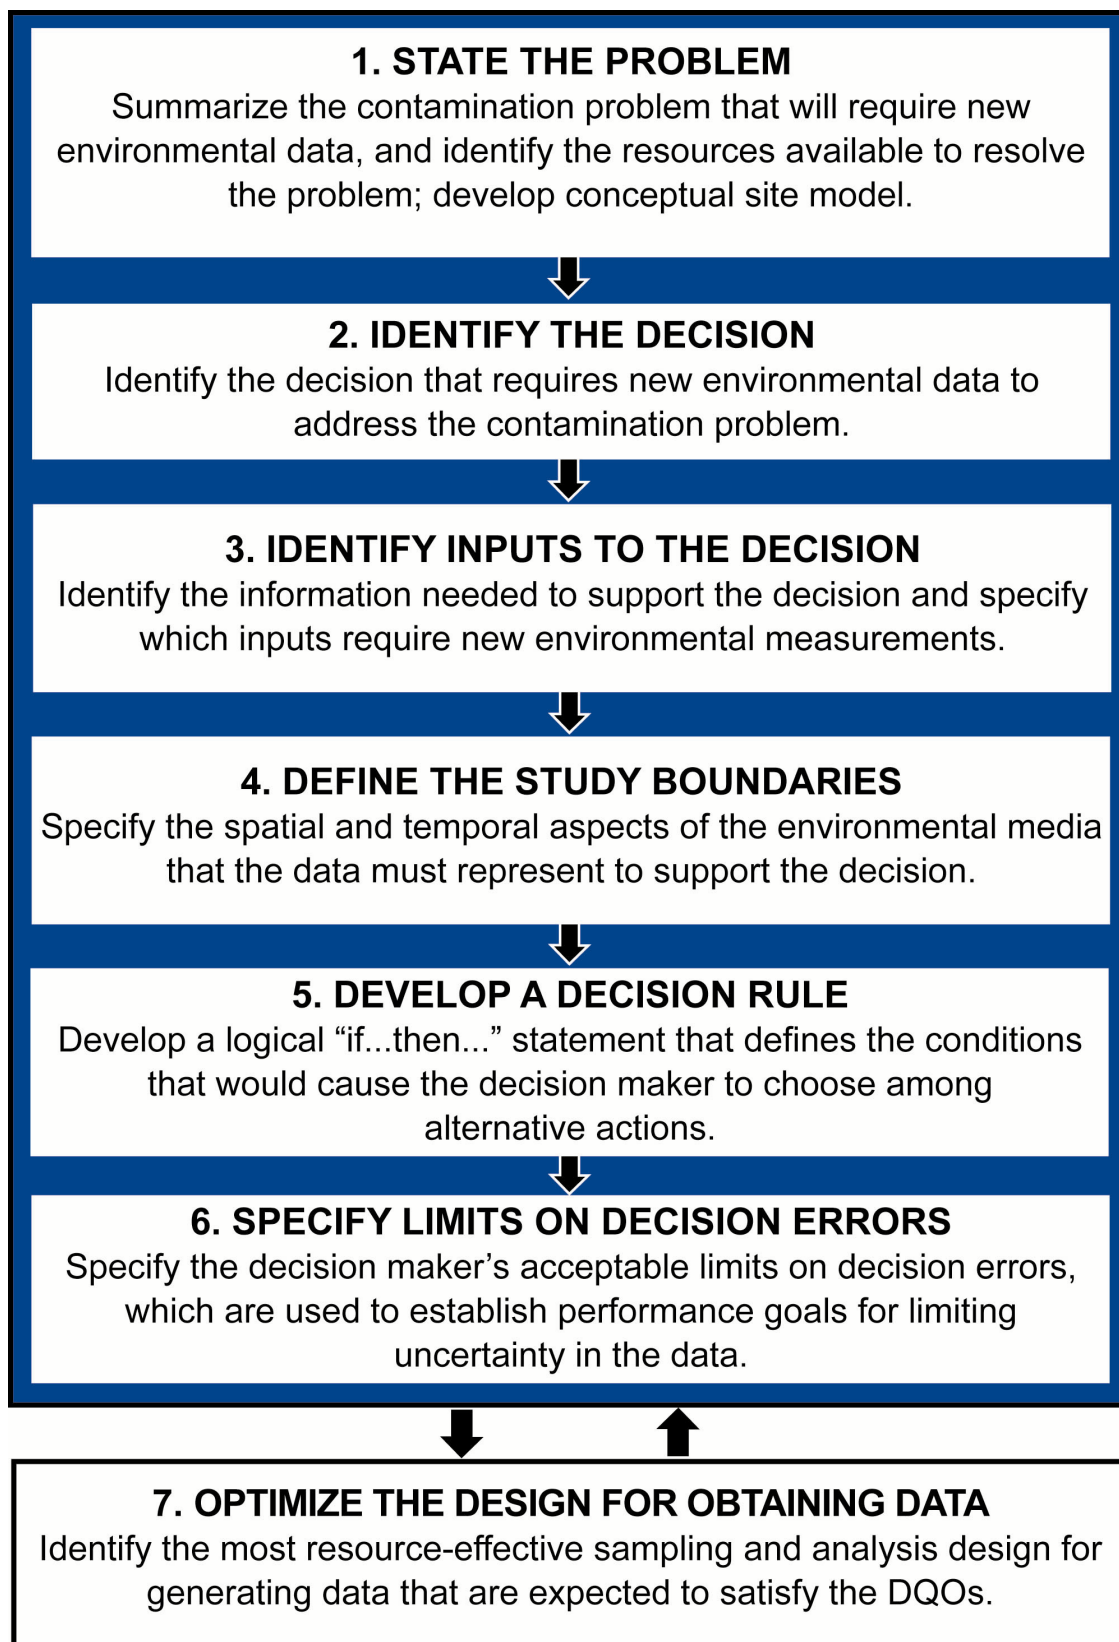 1. STATE THE PROBLEM
Summarize the contamination problem that will require new
environmental data, and identify the resources available to resolve
the problem; develop conceptual site model.
2. IDENTIFY THE DECISION
Identify the decision that requires new environmental data to
address the contamination problem.
3. IDENTIFY INPUTS TO THE DECISION
Identify the information needed to support the decision and specify
which inputs require new environmental measurements.
4. DEFINE THE STUDY BOUNDARIES
Specify the spatial and temporal aspects of the environmental media
that the data must represent to support the decision.
5. DEVELOP A DECISION RULE
Develop a logical “if...then...” statement that defines the conditions
that would cause the decision maker to choose among
alternative actions.
6. SPECIFY LIMITS ON DECISION ERRORS
Specify the decision maker’s acceptable limits on decision errors,
which are used to establish performance goals for limiting
uncertainty in the data.
7. OPTIMIZE THE DESIGN FOR OBTAINING DATA
Identify the most resource-effective sampling and analysis design for
generating data that are expected to satisfy the DQOs.